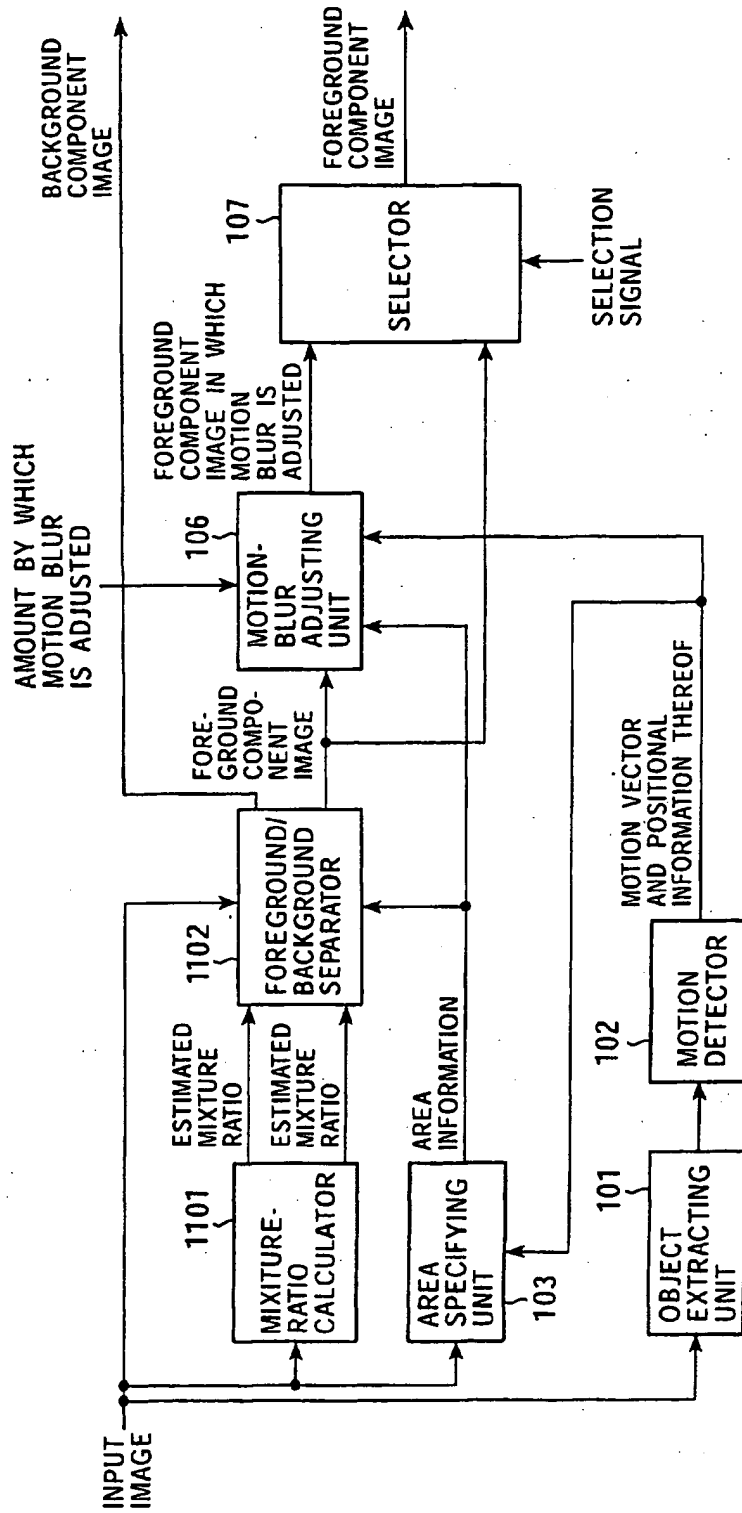 INPUT
IMAGE
MIXITURE-
RATIO
CALCULATOR
1101
ESTIMATED
MIXTURE
RATIO
ESTIMATED
MIXTURE
RATIO
AREA
SPECIFYING
UNIT
103
AREA
INFORMATION
OBJECT
EXTRACTING
UNIT
101
MOTION
DETECTOR
102
MOTION VECTOR
AND POSITIONAL
INFORMATION THEREOF
FOREGROUND/
BACKGROUND
SEPARATOR
1102
FORE-
GROUND
COMPO-
NENT
IMAGE
AMOUNT BY WHICH
MOTION BLUR
IS ADJUSTED
MOTION-
BLUR
ADJUSTING
UNIT
106
FOREGROUND
COMPONENT
IMAGE IN WHICH
MOTION
BLUR IS
ADJUSTED
SELECTOR
107
SELECTION
SIGNAL
BACKGROUND
COMPONENT
IMAGE
FOREGROUND
COMPONENT
IMAGE